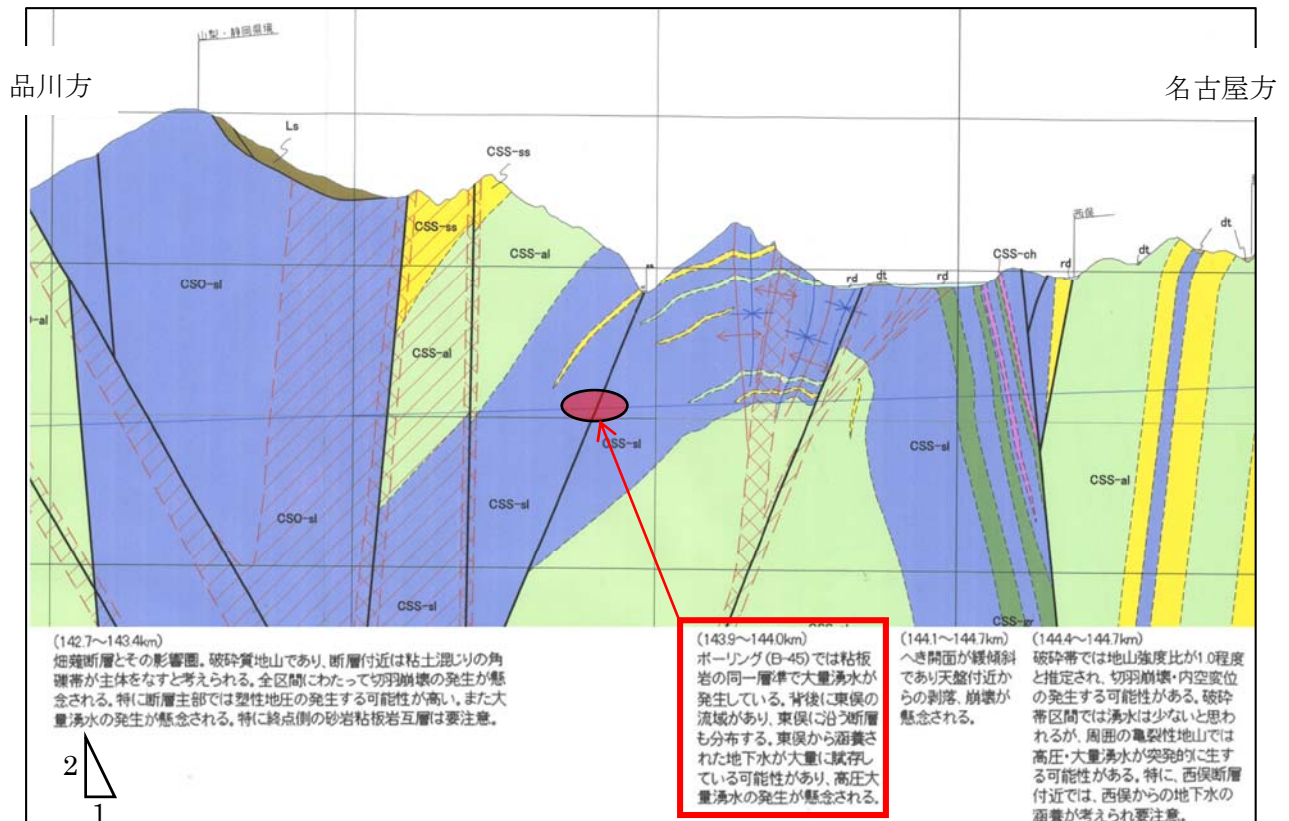 山梨・静岡県境
品川方
名古屋方
Ls
CSS-ss
西俣
dt
CSS-ss
CSS-al
CSS-ch
rd
dt
rd
dt
rd
dt
CSO-sl
CSS-al
CSS-sl
CSS-sl
CSS-al
CSO-sl
CSS-sl
CSS-sl
(142.7～143.4km)
畑薙断層とその影響圏。破砕質地山であり、断層付近は粘土混じりの角
礫帯が主体をなすと考えられる。全区間にわたって切羽崩壊の発生が懸
念される。特に断層主部では塑性地圧の発生する可能性が高い。また大
量湧水の発生が懸念される。特に終点側の砂岩粘板岩互層は要注意。
(143.9～144.0km)
ボーリング(B-45)では粘板
岩の同一層準で大量湧水が
発生している。背後に東俣の
流域があり、東俣に沿う断層
も分布する。東俣から涵養さ
れた地下水が大量に賦存し
ている可能性があり、高圧大
量湧水の発生が懸念される。
(144.1～144.7km)
へき開面が緩傾斜
であり天盤付近か
らの剥落、崩壊が
懸念される。
(144.4～144.7km)
破砕帯では地山強度比が1.0程度
と推定され、切羽崩壊・内空変位
の発生する可能性がある。破砕
帯区間では湧水は少ないと思わ
れるが、周囲の亀裂性地山では
高圧・大量湧水が突発的に生す
る可能性がある。特に、西俣断層
付近では、西俣からの地下水の
涵養が考えられ要注意。
2
1